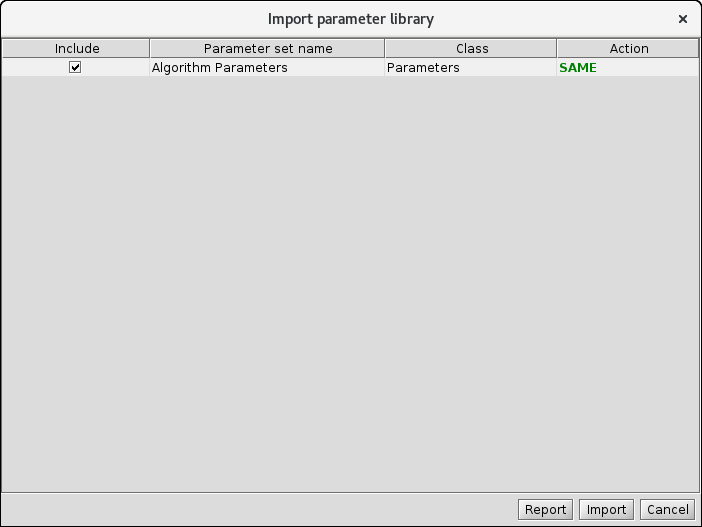 Import parameter library ×
Include Parameter set name Class Action
Algorithm Parameters Parameters SAME
Report Import Cancel